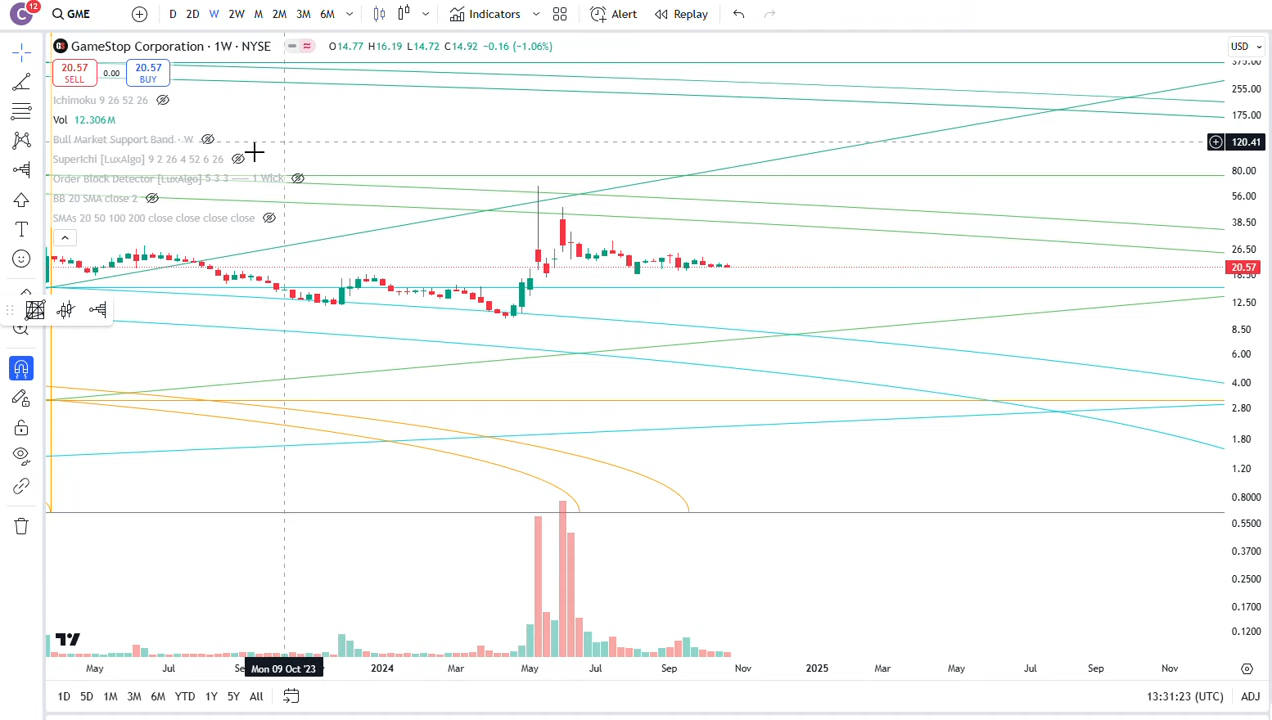 C 12 GME D 2D W 2W M 2M 3M 6M Indicators Alert Replay
GameStop Corporation · 1W · NYSE O14.77 H16.19 L14.72 C14.92 -0.16 (-1.06%) USD
20.57 SELL 0.00 20.57 BUY
Ichimoku 9 26 52 26
Vol 12.306M
Bull Market Support Band · W
SuperIchi [LuxAlgo] 9 2 26 4 52 6 26
Order Block Detector [LuxAlgo] 5 3 3 —— 1 Wick
BB 20 SMA close 2
SMAs 20 50 100 200 close close close close
375.00
255.00
175.00
120.41
80.00
56.00
38.50
26.50
20.57
18.50
12.50
8.50
6.00
4.00
2.80
1.80
1.20
0.8000
0.5500
0.3700
0.2500
0.1700
0.1200
May Jul Se Mon 09 Oct '23 2024 Mar May Jul Sep Nov 2025 Mar May Jul Sep Nov
1D 5D 1M 3M 6M YTD 1Y 5Y All 13:31:23 (UTC) ADJ